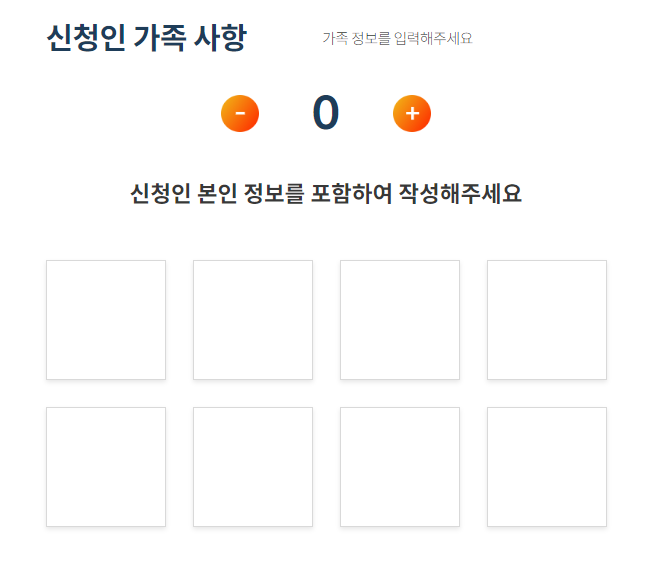 신청인 가족 사항
가족 정보를 입력해주세요
- 0 +
신청인 본인 정보를 포함하여 작성해주세요